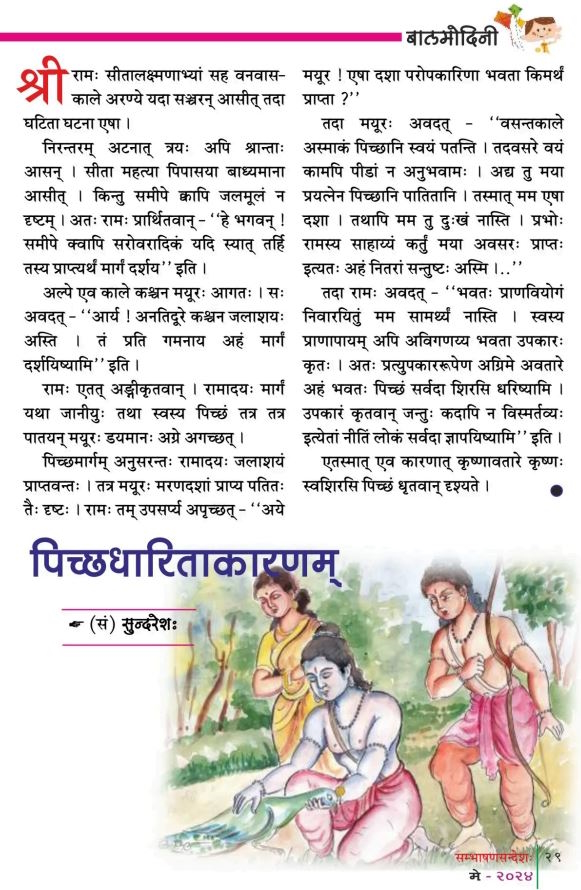 बालमोदिनी
श्रीरामः सीतालक्ष्मणाभ्यां सह वनवास-
काले अरण्ये यदा सञ्चरन् आसीत् तदा
घटिता घटना एषा ।
निरन्तरम् अटनात् त्रयः अपि श्रान्ताः
आसन् । सीता महत्या पिपासया बाध्यमाना
आसीत् । किन्तु समीपे क्वापि जलमूलं न
दृष्टम् । अतः रामः प्रार्थितवान् - ‘‘हे भगवन् !
समीपे क्वापि सरोवरादिकं यदि स्यात् तर्हि
तस्य प्राप्त्यर्थं मार्गं दर्शय’’ इति ।
अल्पे एव काले कश्चन मयूरः आगतः । सः
अवदत् - ‘‘आर्य ! अनतिदूरे कश्चन जलाशयः
अस्ति । तं प्रति गमनाय अहं मार्गं
दर्शयिष्यामि’’ इति ।
रामः एतत् अङ्गीकृतवान् । रामादयः मार्गं
यथा जानीयुः तथा स्वस्य पिच्छं तत्र तत्र
पातयन् मयूरः डयमानः अग्रे अगच्छत् ।
पिच्छमार्गम् अनुसरन्तः रामादयः जलाशयं
प्राप्तवन्तः । तत्र मयूरः मरणदशां प्राप्य पतितः
तैः दृष्टः । रामः तम् उपसर्प्य अपृच्छत् - ‘‘अये
मयूर ! एषा दशा परोपकारिणा भवता किमर्थं
प्राप्ता ?’’
तदा मयूरः अवदत् - ‘‘वसन्तकाले
अस्माकं पिच्छानि स्वयं पतन्ति । तदवसरे वयं
कामपि पीडां न अनुभवामः । अद्य तु मया
प्रयत्नेन पिच्छानि पातितानि । तस्मात् मम एषा
दशा । तथापि मम तु दुःखं नास्ति । प्रभोः
रामस्य साहाय्यं कर्तुं मया अवसरः प्राप्तः
इत्यतः अहं नितरां सन्तुष्टः अस्मि ।..’’
तदा रामः अवदत् - ‘‘भवतः प्राणवियोगं
निवारयितुं मम सामर्थ्यं नास्ति । स्वस्य
प्राणापायम् अपि अविगणय्य भवता उपकारः
कृतः । अतः प्रत्युपकाररूपेण अग्रिमे अवतारे
अहं भवतः पिच्छं सर्वदा शिरसि धरिष्यामि ।
उपकारं कृतवान् जन्तुः कदापि न विस्मर्तव्यः
इत्येतां नीतिं लोकं सर्वदा ज्ञापयिष्यामि’’ इति ।
एतस्मात् एव कारणात् कृष्णावतारे कृष्णः
स्वशिरसि पिच्छं धृतवान् दृश्यते ।
पिच्छधारिताकारणम्
(सं) सुन्दरेशः
सम्भाषणसन्देशः २९
मे - २०२४